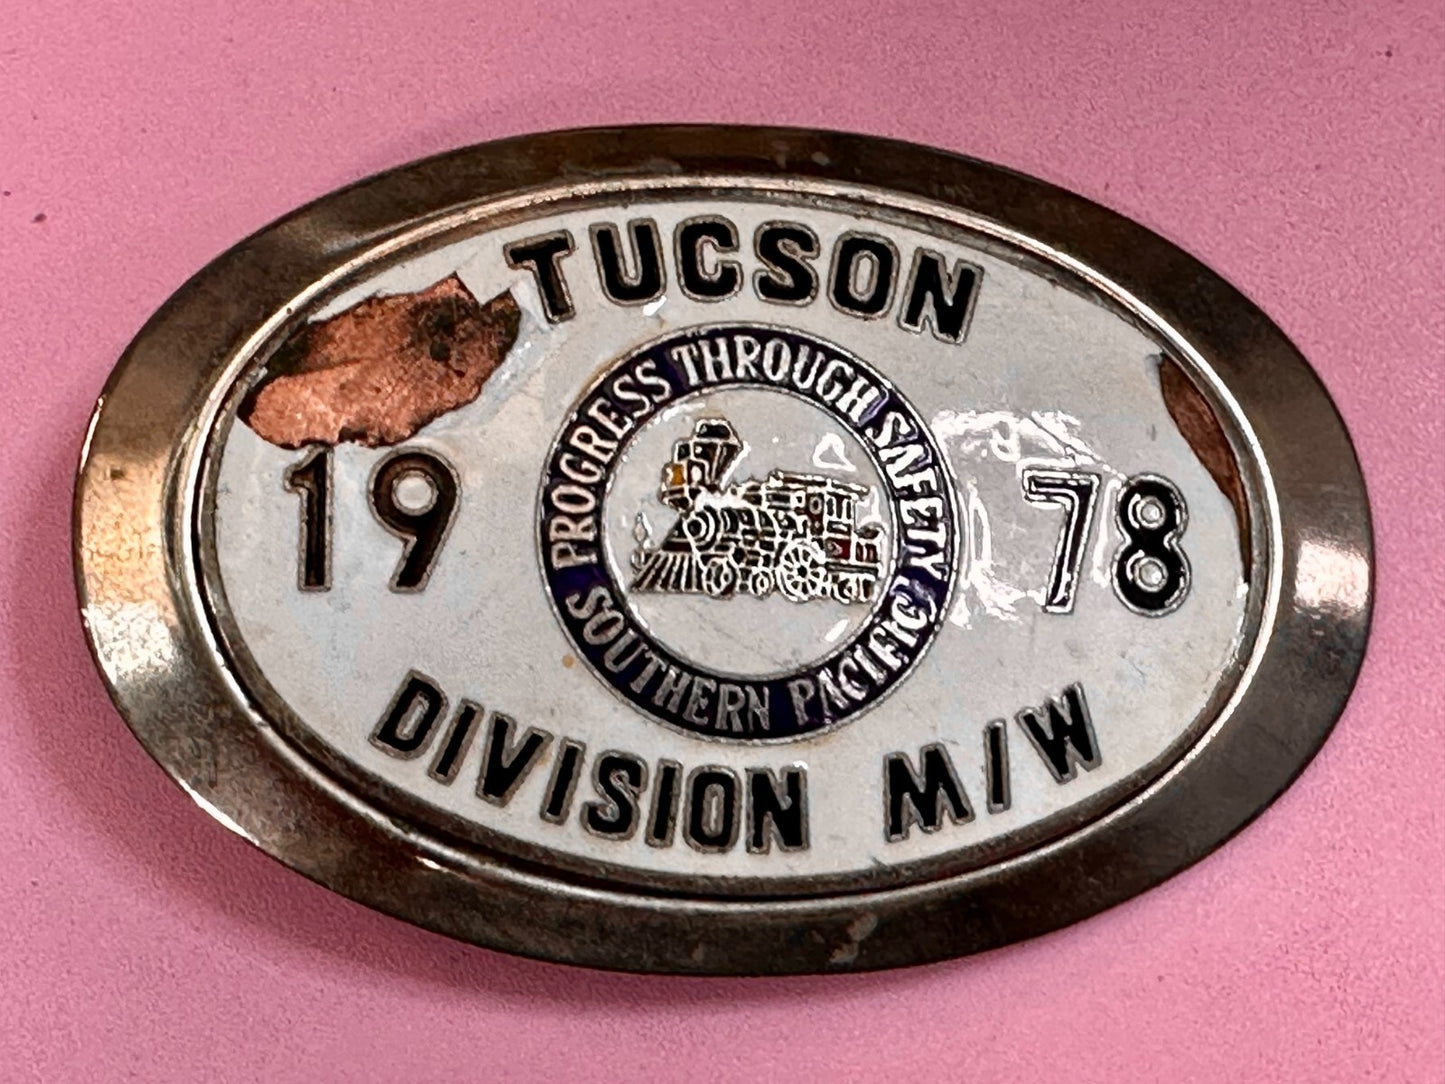 TUCSON
19 78
PROGRESS THROUGH SAFETY
SOUTHERN PACIFIC
DIVISION M/W